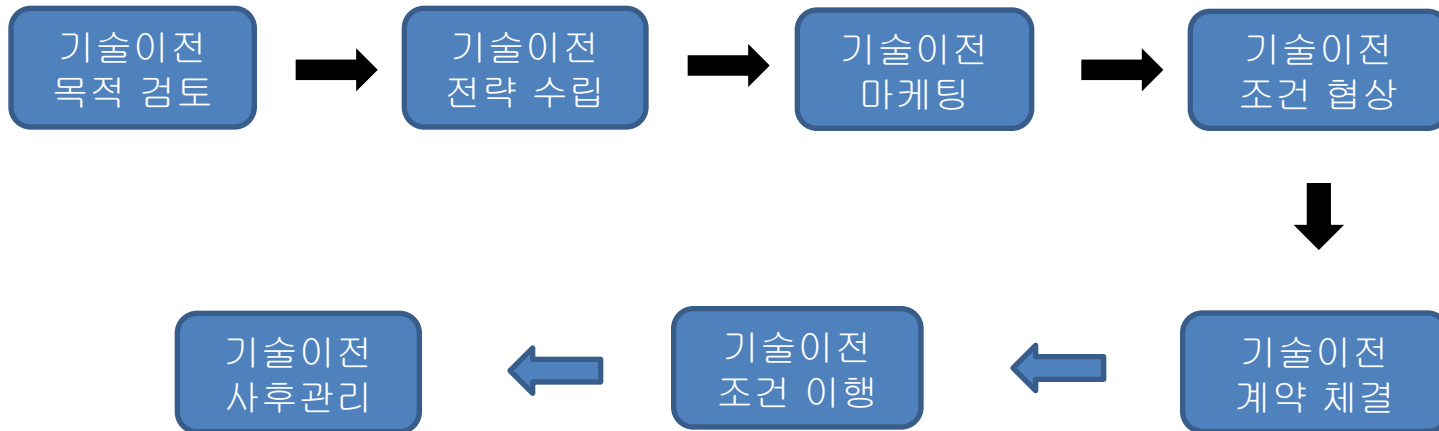 기술이전
목적 검토
기술이전
전략 수립
기술이전
마케팅
기술이전
조건 협상
기술이전
계약 체결
기술이전
조건 이행
기술이전
사후관리